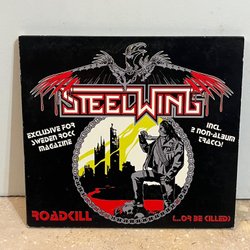 STEELWING
EXCLUSIVE FOR
SWEDEN ROCK
MAGAZINE
INCL.
2 NON-ALBUM
TRACKS!
ROADKILL
(...OR BE KILLED)